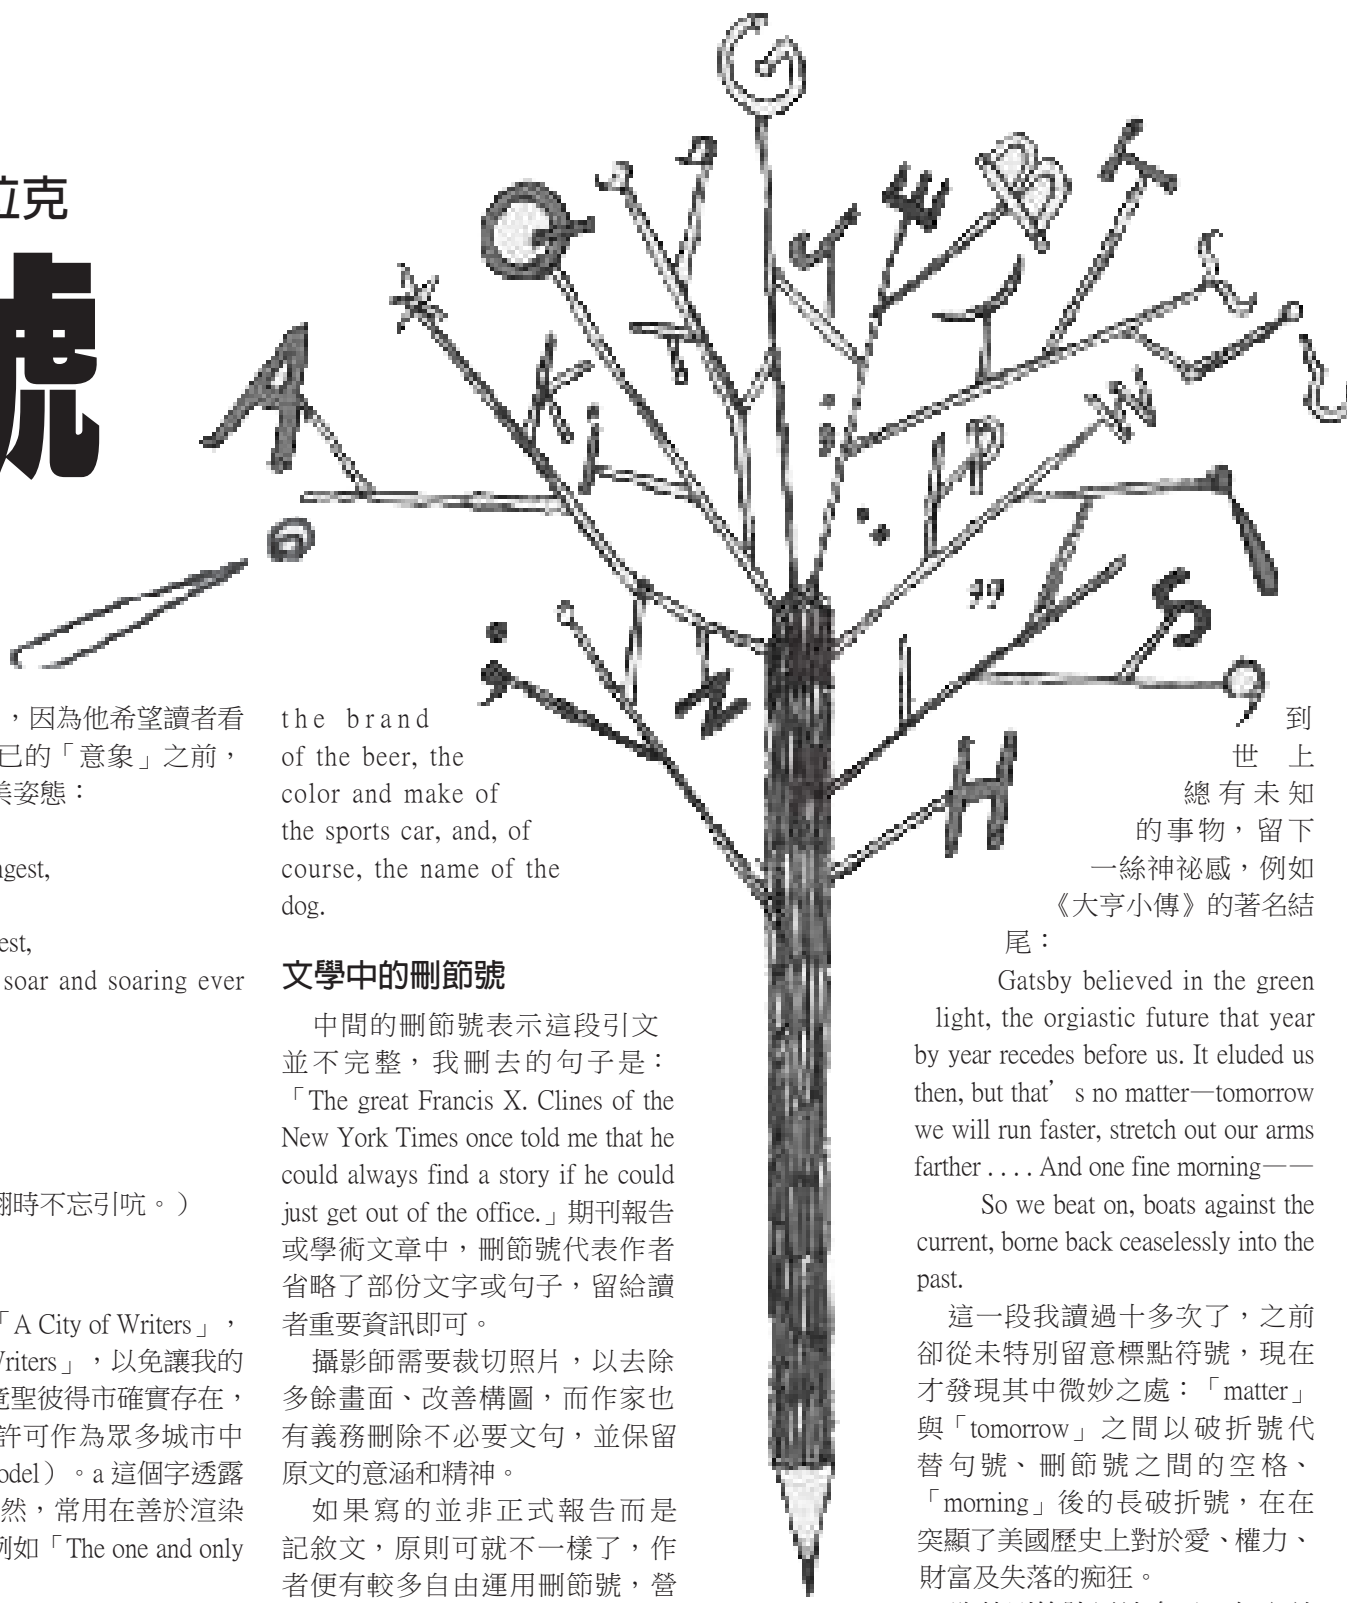 克
號
，因為他希望讀者看
己的「意象」之前，
美姿態：
ngest,
est,
soar and soaring ever
翱時不忘引吭。）
「A City of Writers」，
Writers」，以免讓我的
竟聖彼得市確實存在，
許可作為眾多城市中
odel）。a 這個字透露
然，常用在善於渲染
例如「The one and only
the brand
of the beer, the
color and make of
the sports car, and, of
course, the name of the
dog.
文學中的刪節號
中間的刪節號表示這段引文
並不完整，我刪去的句子是：
「The great Francis X. Clines of the
New York Times once told me that he
could always find a story if he could
just get out of the office.」期刊報告
或學術文章中，刪節號代表作者
省略了部份文字或句子，留給讀
者重要資訊即可。
攝影師需要裁切照片，以去除
多餘畫面、改善構圖，而作家也
有義務刪除不必要文句，並保留
原文的意涵和精神。
如果寫的並非正式報告而是
記敘文，原則可就不一樣了，作
者便有較多自由運用刪節號，營
到
世上
總有未知
的事物，留下
一絲神祕感，例如
《大亨小傳》的著名結
尾：
Gatsby believed in the green
light, the orgiastic future that year
by year recedes before us. It eluded us
then, but that’s no matter—tomorrow
we will run faster, stretch out our arms
farther . . . . And one fine morning——
So we beat on, boats against the
current, borne back ceaselessly into the
past.
這一段我讀過十多次了，之前
卻從未特別留意標點符號，現在
才發現其中微妙之處：「matter」
與「tomorrow」之間以破折號代
替句號、刪節號之間的空格、
「morning」後的長破折號，在在
突顯了美國歷史上對於愛、權力、
財富及失落的痴狂。